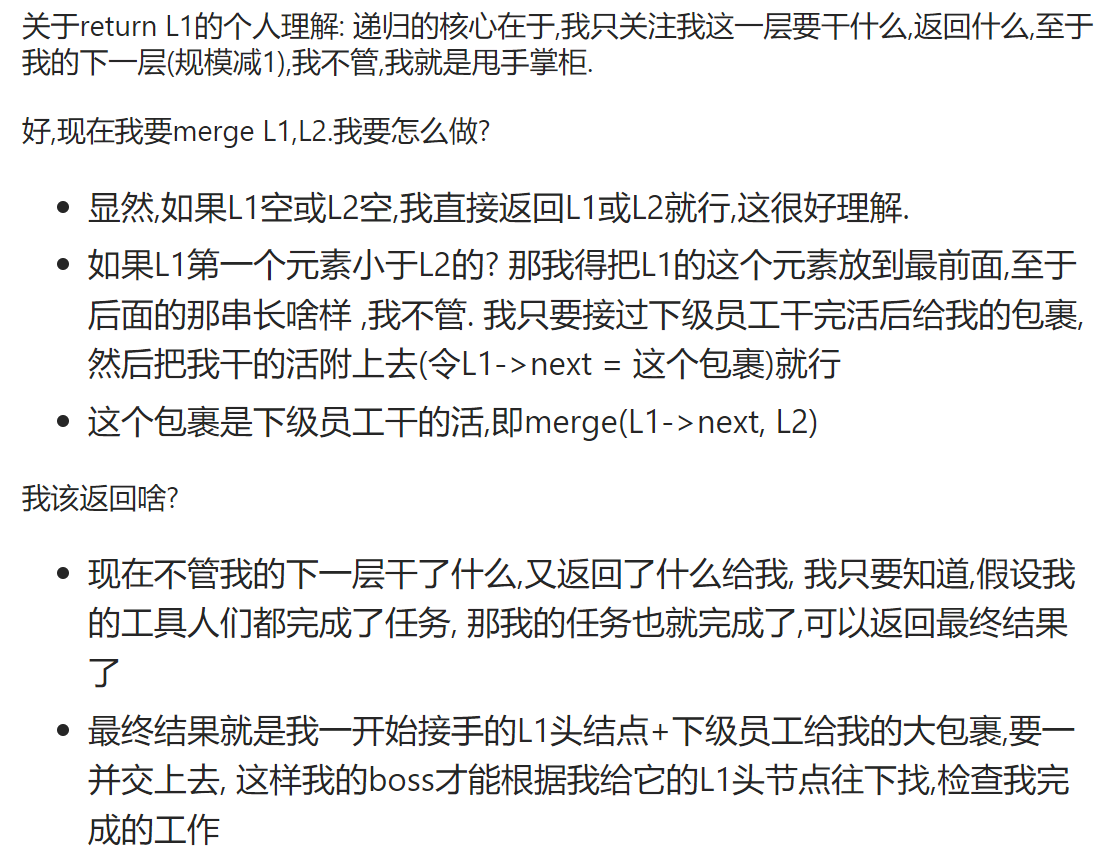 关于return L1的个人理解: 递归的核心在于,我只关注我这一层要干什么,返回什么,至于
我的下一层(规模减1),我不管,我就是甩手掌柜.
好,现在我要merge L1,L2.我要怎么做?
• 显然,如果L1空或L2空,我直接返回L1或L2就行,这很好理解.
• 如果L1第一个元素小于L2的? 那我得把L1的这个元素放到最前面,至于
后面的那串长啥样 ,我不管. 我只要接过下级员工干完活后给我的包裹,
然后把我干的活附上去(令L1->next = 这个包裹)就行
• 这个包裹是下级员工干的活,即merge(L1->next, L2)
我该返回啥?
• 现在不管我的下一层干了什么,又返回了什么给我, 我只要知道,假设我
的工具人们都完成了任务, 那我的任务也就完成了,可以返回最终结果
了
• 最终结果就是我一开始接手的L1头结点+下级员工给我的大包裹,要一
并交上去, 这样我的boss才能根据我给它的L1头节点往下找,检查我完
成的工作